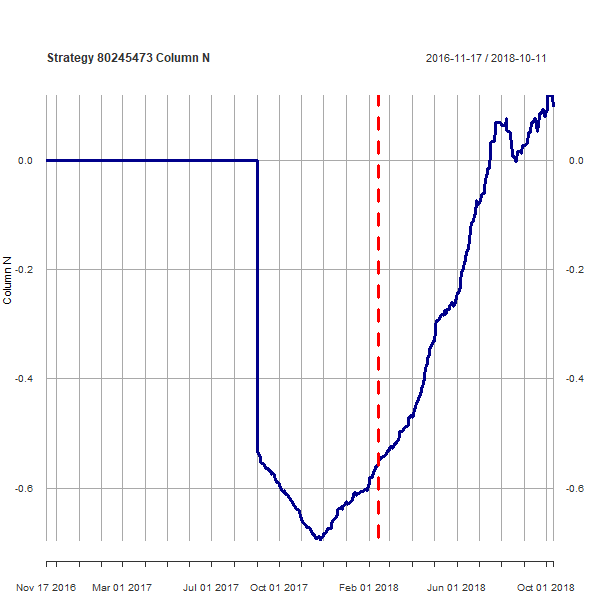 Strategy 80245473 Column N
2016-11-17 / 2018-10-11
0.0
0.0
-0.2
-0.2
Column N
-0.4
-0.4
-0.6
-0.6
Nov 17 2016
Mar 01 2017
Jul 01 2017
Oct 01 2017
Feb 01 2018
Jun 01 2018
Oct 01 2018